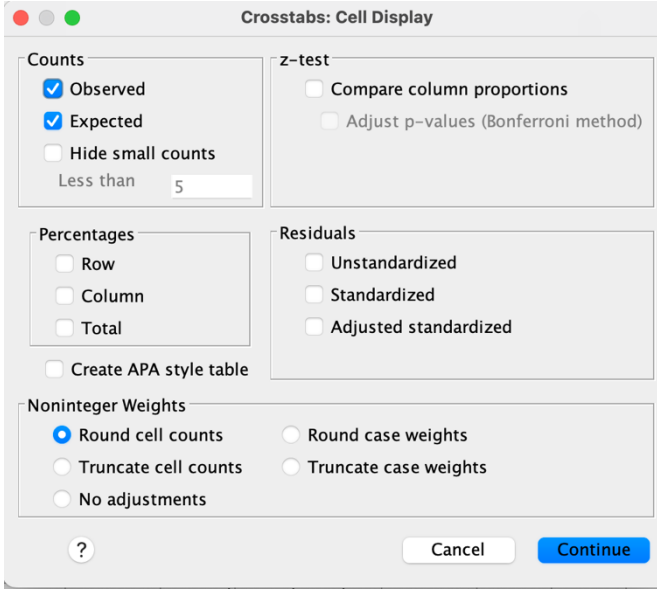 Crosstabs: Cell Display
Counts
Observed
Expected
Hide small counts
Less than 5
z-test
Compare column proportions
Adjust p-values (Bonferroni method)
Percentages
Row
Column
Total
Create APA style table
Residuals
Unstandardized
Standardized
Adjusted standardized
Noninteger Weights
Round cell counts
Round case weights
Truncate cell counts
Truncate case weights
No adjustments
?
Cancel
Continue